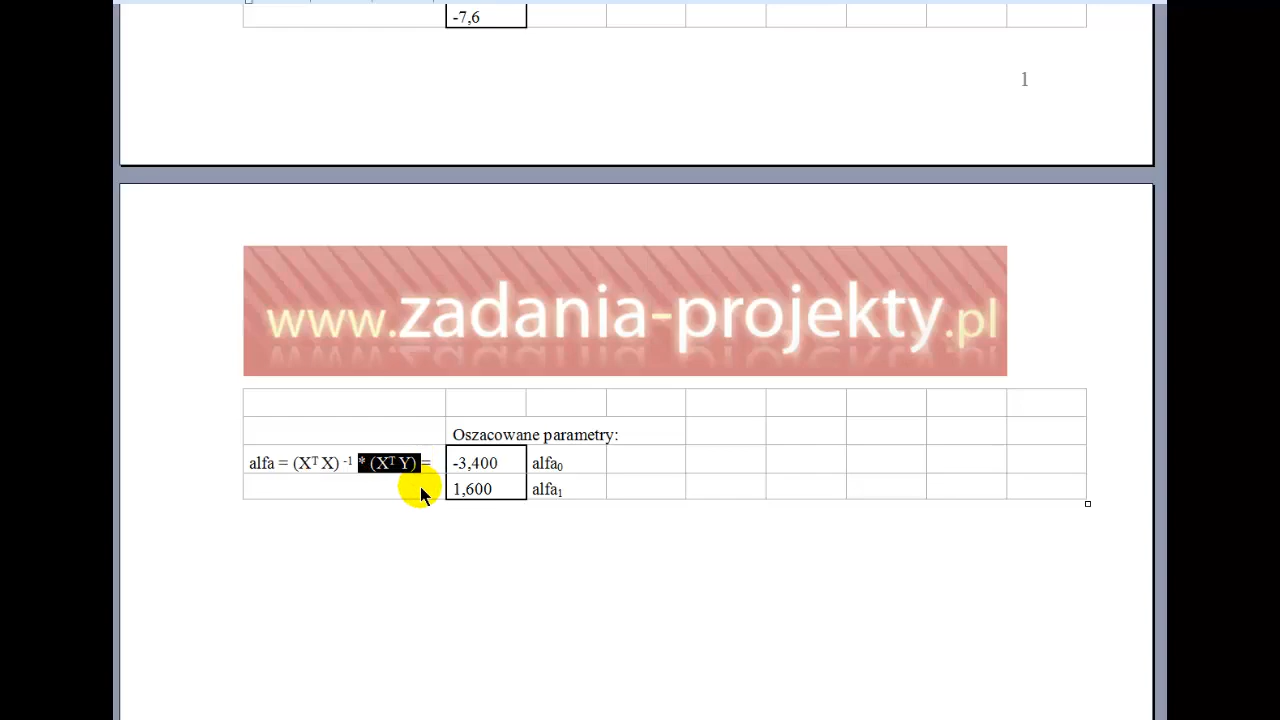 -7,6
1
www.zadania-projekty.pl
Oszacowane parametry:
alfa = (Xᵀ X) ⁻¹ * (Xᵀ Y) = -3,400 alfa₀
1,600 alfa₁